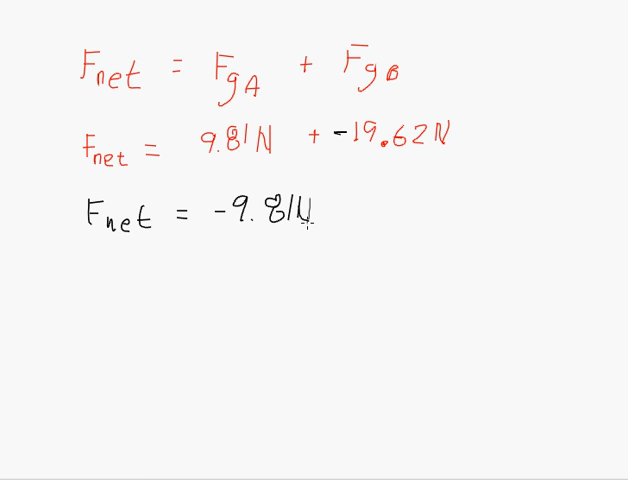 Fnet = FgA + FgB
Fnet = 9.81N + -19.62N
Fnet = -9.81N